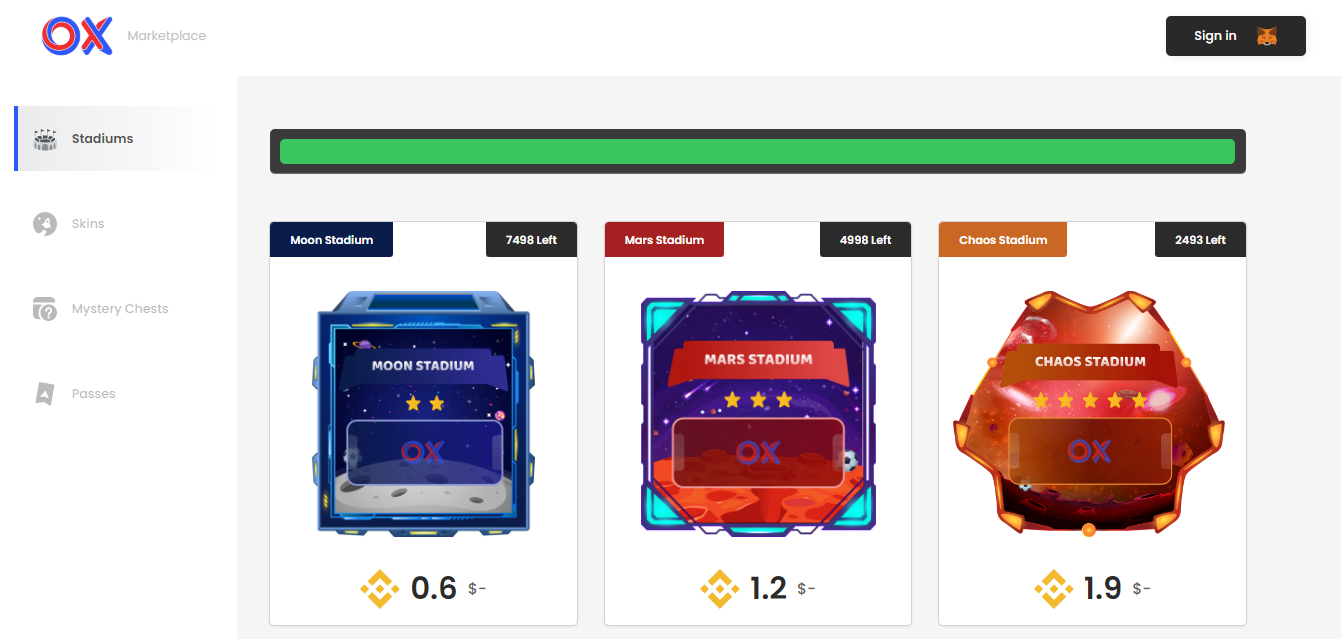 OX Marketplace
Sign in
Stadiums
Skins
Mystery Chests
Passes
Moon Stadium
7498 Left
MOON STADIUM
OX
0.6 $-
Mars Stadium
4998 Left
MARS STADIUM
OX
1.2 $-
Chaos Stadium
2493 Left
CHAOS STADIUM
OX
1.9 $-